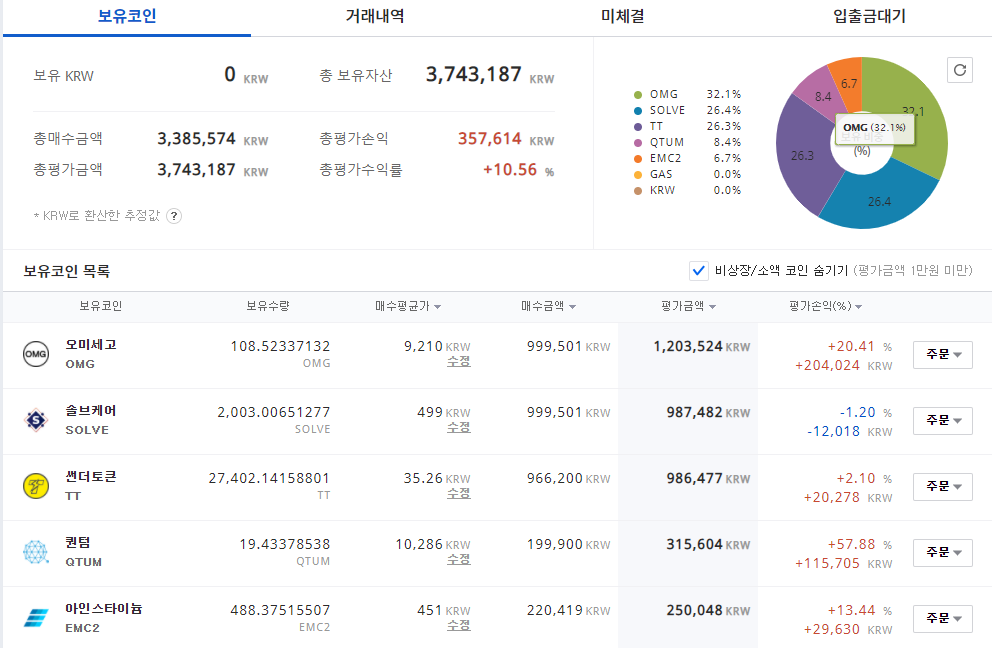 보유코인 거래내역 미체결 입출금대기
보유 KRW 0 KRW 총 보유자산 3,743,187 KRW
총매수금액 3,385,574 KRW 총평가손익 357,614 KRW
총평가금액 3,743,187 KRW 총평가수익률 +10.56 %
* KRW로 환산한 추정값 ?
OMG 32.1%
SOLVE 26.4%
TT 26.3%
QTUM 8.4%
EMC2 6.7%
GAS 0.0%
KRW 0.0%
6.7
8.4
32.1
OMG (32.1%)
(%)
26.3
26.4
보유코인 목록 비상장/소액 코인 숨기기 (평가금액 1만원 미만)
보유코인 보유수량 매수평균가 매수금액 평가금액 평가손익(%)
오미세고 108.52337132 9,210 KRW 999,501 KRW 1,203,524 KRW +20.41 % 주문
OMG OMG 수정 +204,024 KRW
솔브케어 2,003.00651277 499 KRW 999,501 KRW 987,482 KRW -1.20 % 주문
SOLVE SOLVE 수정 -12,018 KRW
썬더토큰 27,402.14158801 35.26 KRW 966,200 KRW 986,477 KRW +2.10 % 주문
TT TT 수정 +20,278 KRW
퀀텀 19.43378538 10,286 KRW 199,900 KRW 315,604 KRW +57.88 % 주문
QTUM QTUM 수정 +115,705 KRW
아인스타이늄 488.37515507 451 KRW 220,419 KRW 250,048 KRW +13.44 % 주문
EMC2 EMC2 수정 +29,630 KRW